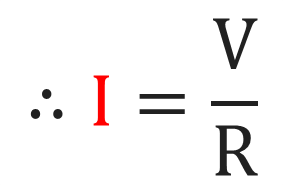 ∴ I = V/R